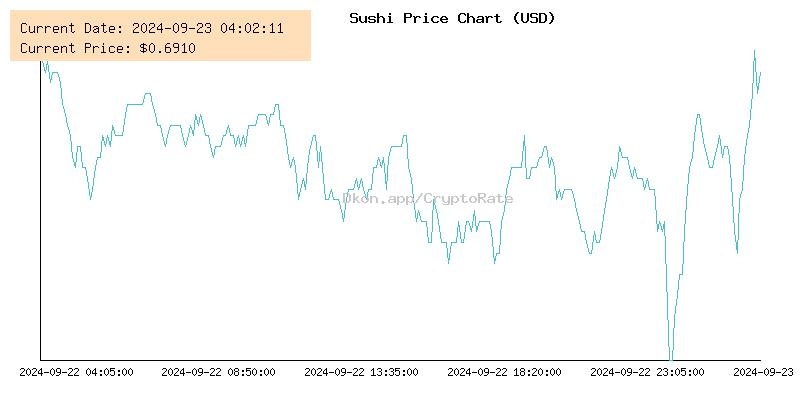 Sushi Price Chart (USD)
Current Date: 2024-09-23 04:02:11
Current Price: $0.6910
Dkon.app/CryptoRate
2024-09-22 04:05:00 2024-09-22 08:50:00 2024-09-22 13:35:00 2024-09-22 18:20:00 2024-09-22 23:05:00 2024-09-23